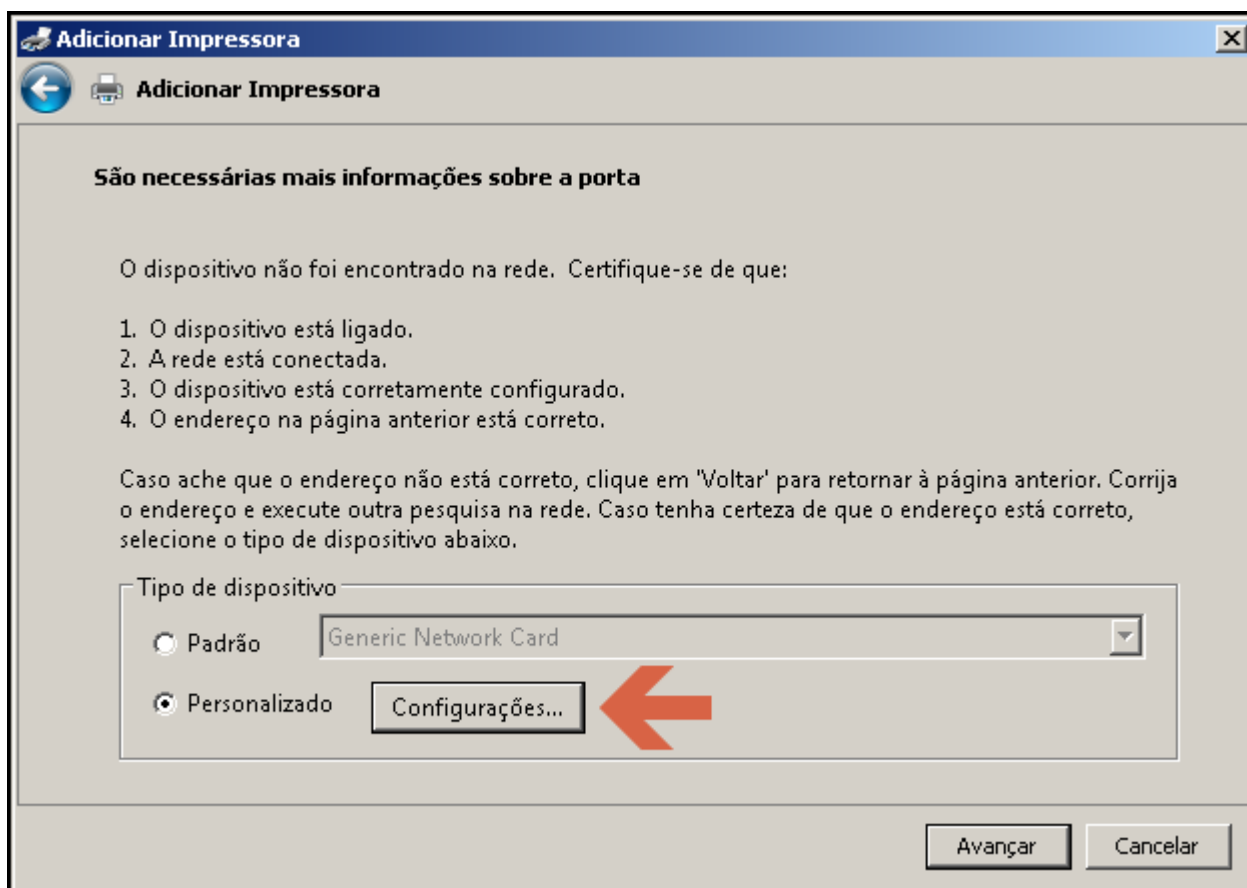 Adicionar Impressora
Adicionar Impressora
São necessárias mais informações sobre a porta
O dispositivo não foi encontrado na rede.  Certifique-se de que:
1.  O dispositivo está ligado.
2.  A rede está conectada.
3.  O dispositivo está corretamente configurado.
4.  O endereço na página anterior está correto.
Caso ache que o endereço não está correto, clique em 'Voltar' para retornar à página anterior. Corrija
o endereço e execute outra pesquisa na rede. Caso tenha certeza de que o endereço está correto,
selecione o tipo de dispositivo abaixo.
Tipo de dispositivo
Padrão Generic Network Card
Personalizado Configurações...
Avançar Cancelar